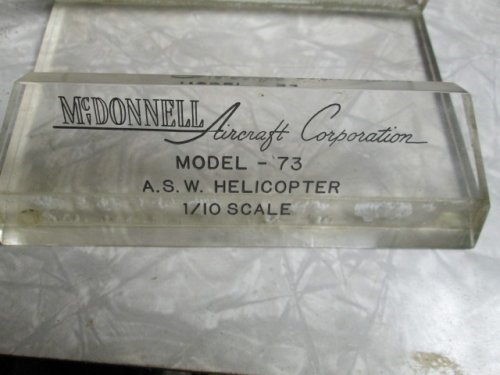 McDONNELL Aircraft Corporation
MODEL - 73
A.S.W. HELICOPTER
1/10 SCALE